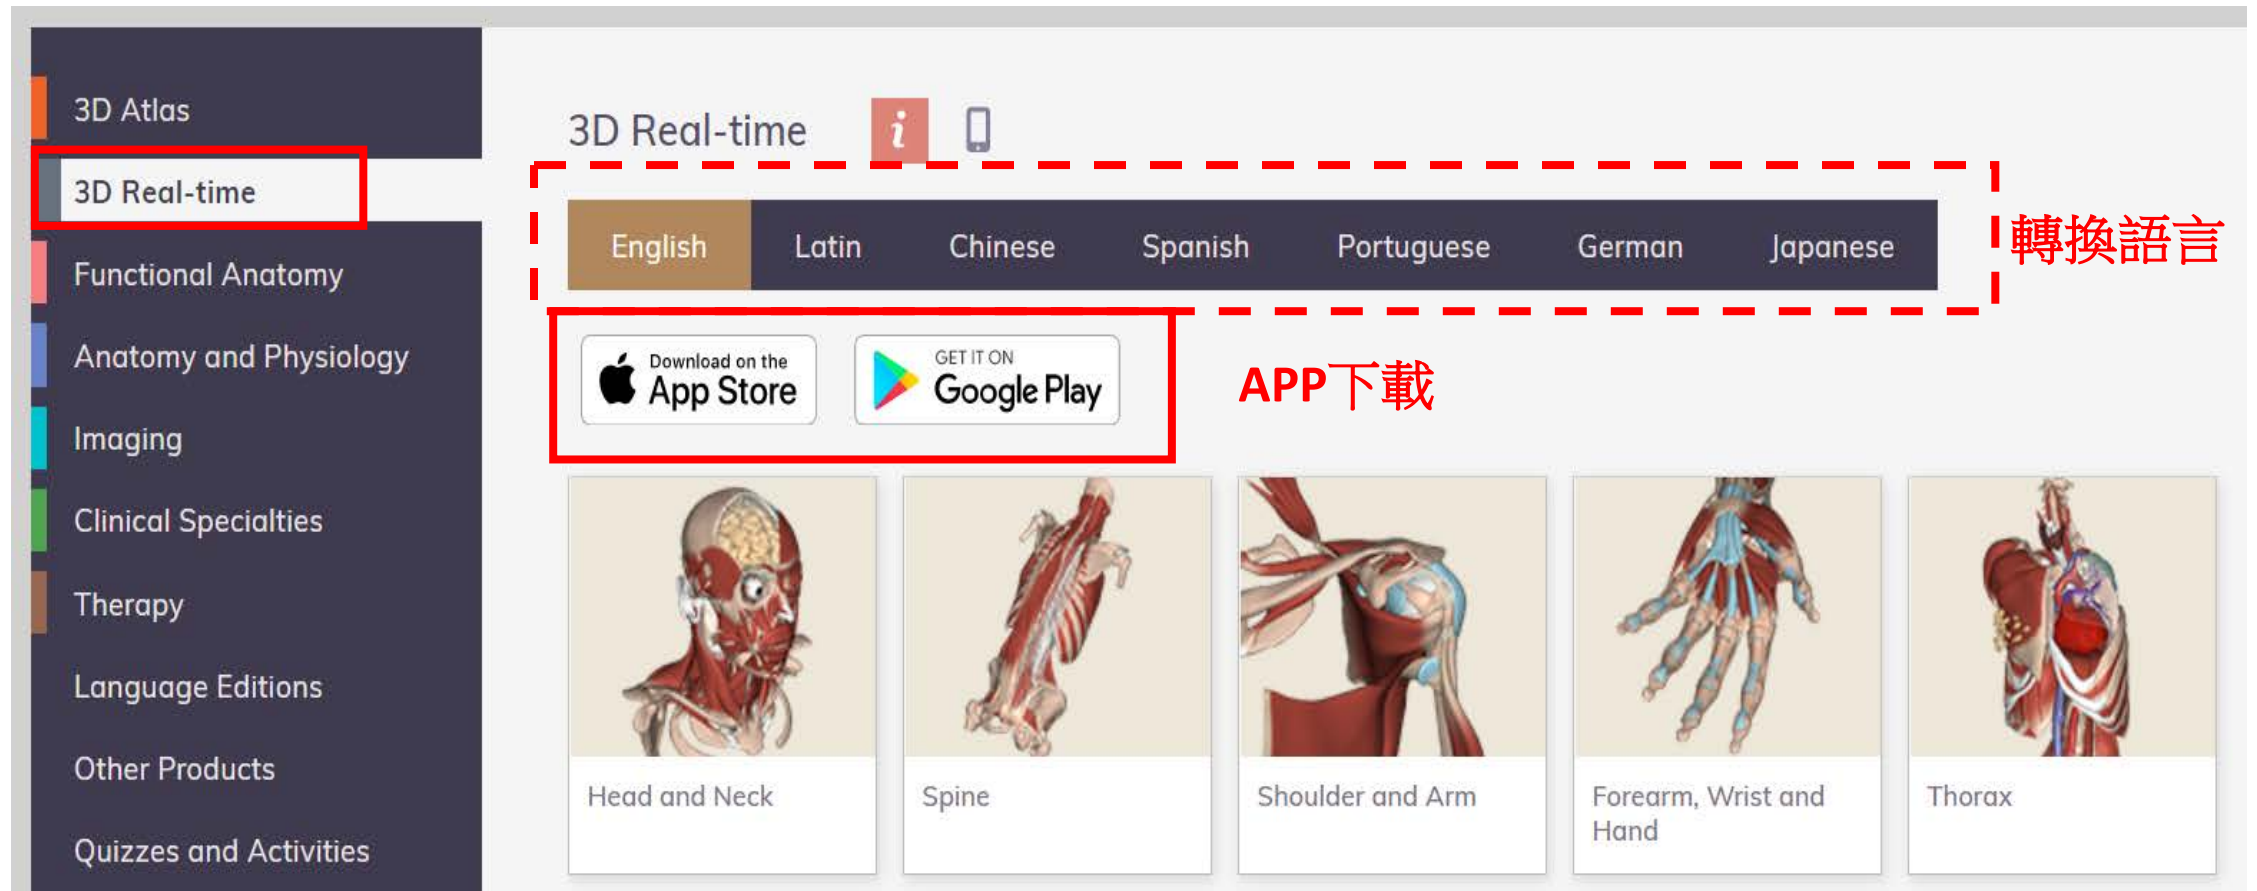 3D Atlas
3D Real-time
Functional Anatomy
Anatomy and Physiology
Imaging
Clinical Specialties
Therapy
Language Editions
Other Products
Quizzes and Activities
3D Real-time i
English Latin Chinese Spanish Portuguese German Japanese
轉換語言
Download on the
App Store
GET IT ON
Google Play
APP下載
Head and Neck
Spine
Shoulder and Arm
Forearm, Wrist and
Hand
Thorax